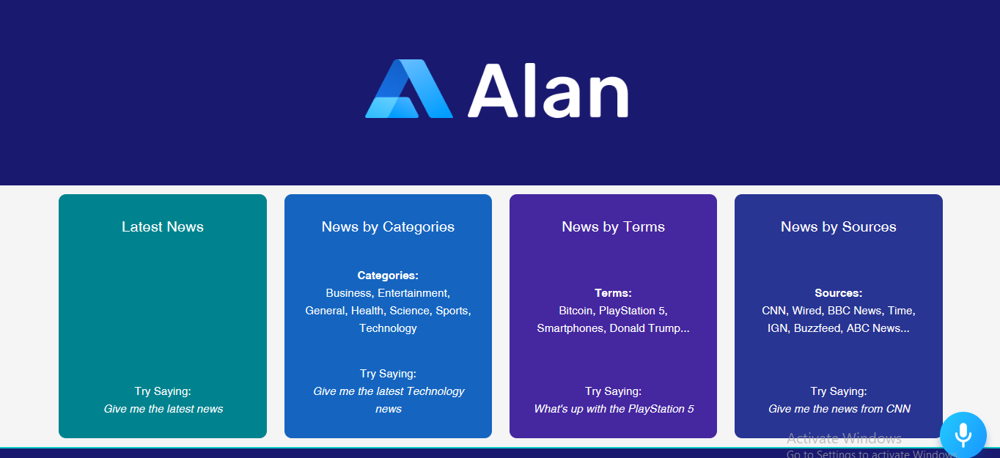 Alan
Latest News
Try Saying:
Give me the latest news
News by Categories
Categories:
Business, Entertainment,
General, Health, Science, Sports,
Technology
Try Saying:
Give me the latest Technology
news
News by Terms
Terms:
Bitcoin, PlayStation 5,
Smartphones, Donald Trump...
Try Saying:
What's up with the PlayStation 5
News by Sources
Sources:
CNN, Wired, BBC News, Time,
IGN, Buzzfeed, ABC News...
Try Saying:
Give me the news from CNN
Activate Windows
Go to Settings to activate Windows